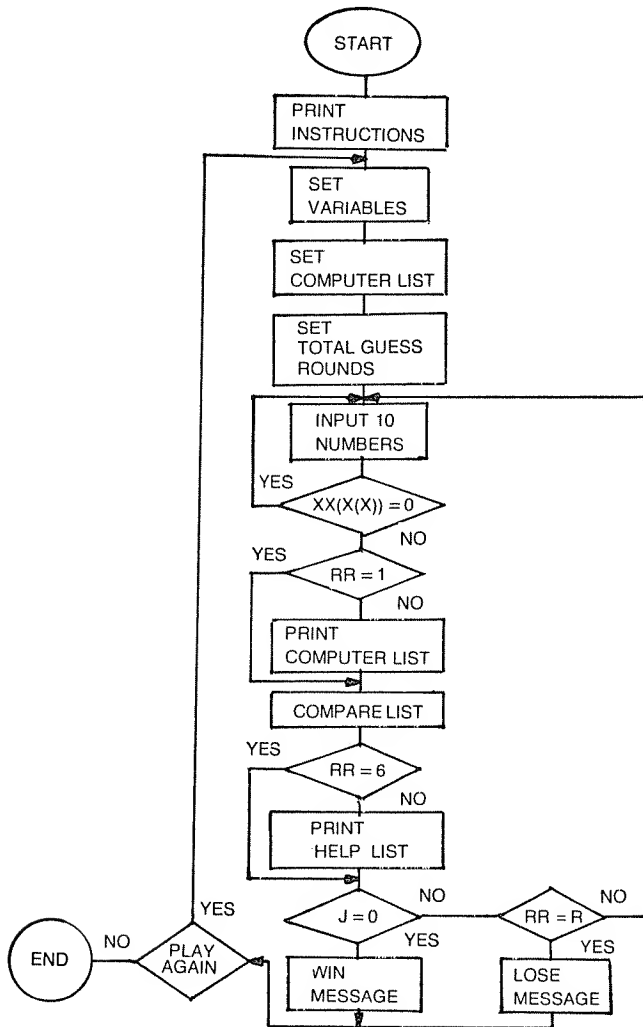 START
PRINT
INSTRUCTIONS
SET
VARIABLES
SET
COMPUTER LIST
SET
TOTAL GUESS
ROUNDS
INPUT 10
NUMBERS
YES
XX(X(X)) = 0
NO
YES
RR = 1
NO
PRINT
COMPUTER LIST
COMPARE LIST
YES
RR = 6
NO
PRINT
HELP LIST
J = 0
NO
YES
RR = R
NO
YES
WIN
MESSAGE
LOSE
MESSAGE
YES
PLAY
AGAIN
NO
END